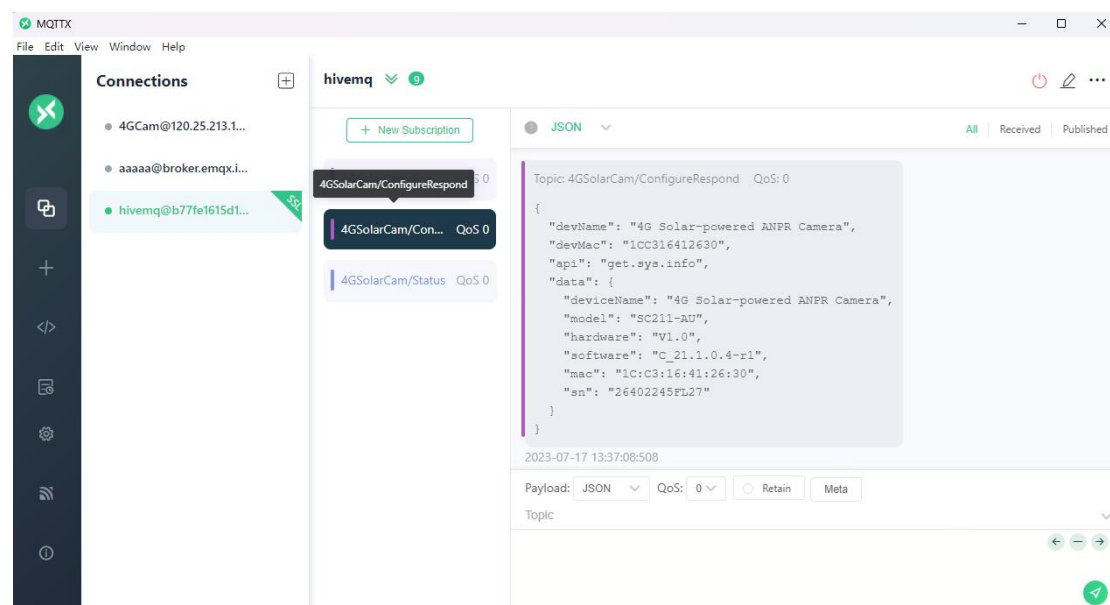 MQTTX
File Edit View Window Help
Connections
4GCam@120.25.213.1...
aaaaa@broker.emqx.i...
hivemq@b77fe1615d1...
SSL
hivemq 9
+ New Subscription
S 0
4GSolarCam/ConfigureRespond
4GSolarCam/Con... QoS 0
4GSolarCam/Status QoS 0
JSON
All Received Published
Topic: 4GSolarCam/ConfigureRespond QoS: 0
{
"devName": "4G Solar-powered ANPR Camera",
"devMac": "1CC316412630",
"api": "get.sys.info",
"data": {
"deviceName": "4G Solar-powered ANPR Camera",
"model": "SC211-AU",
"hardware": "V1.0",
"software": "C_21.1.0.4-r1",
"mac": "1C:C3:16:41:26:30",
"sn": "26402245FL27"
}
}
2023-07-17 13:37:08:508
Payload: JSON QoS: 0 Retain Meta
Topic